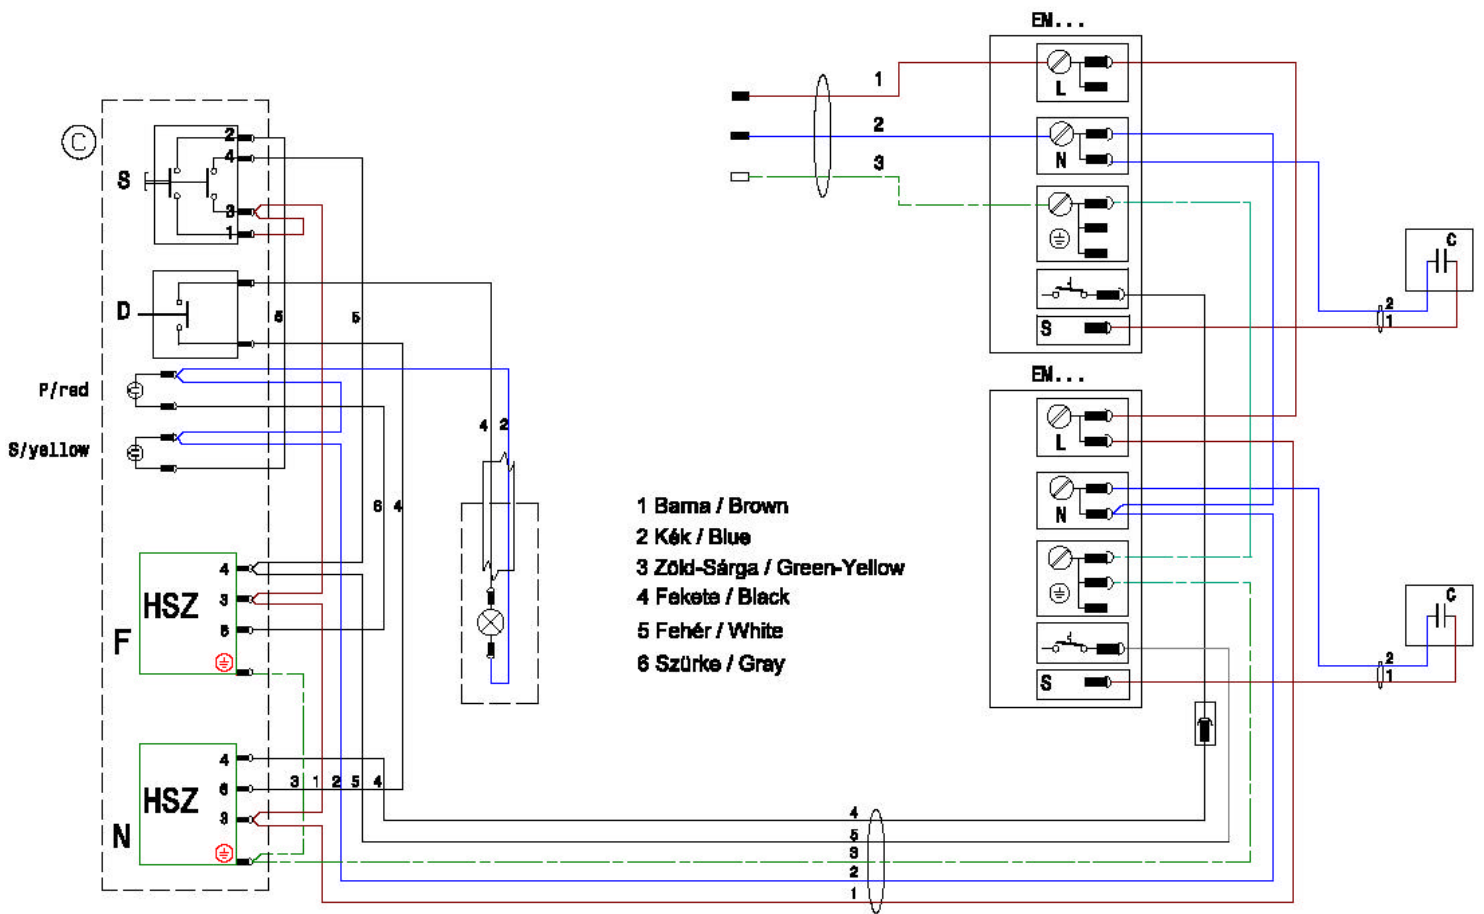 EM...
1
L
2
N
3
S
C
2
1
EM...
L
N
S
C
2
1
C
S
2
4
3
1
D
5
5
P/red
S/yellow
4
2
6
4
1 Barna / Brown
2 Kék / Blue
3 Zöld-Sárga / Green-Yellow
4 Fekete / Black
5 Fehér / White
6 Szürke / Gray
HSZ
4
3
5
F
HSZ
4
6
3
N
3 1 2 5 4
4
5
3
2
1